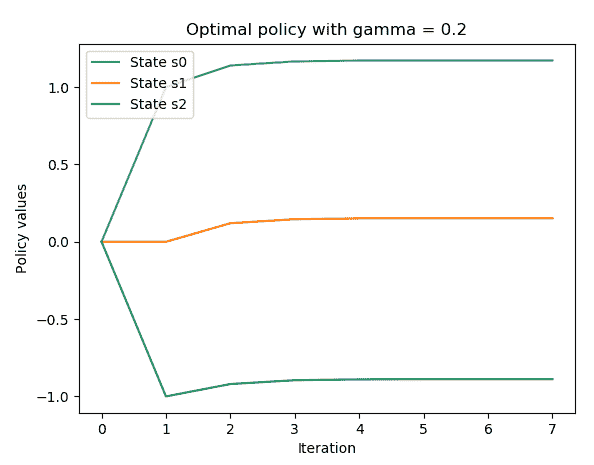 Optimal policy with gamma = 0.2
State s0
State s1
State s2
1.0
0.5
0.0
−0.5
−1.0
Policy values
0 1 2 3 4 5 6 7
Iteration